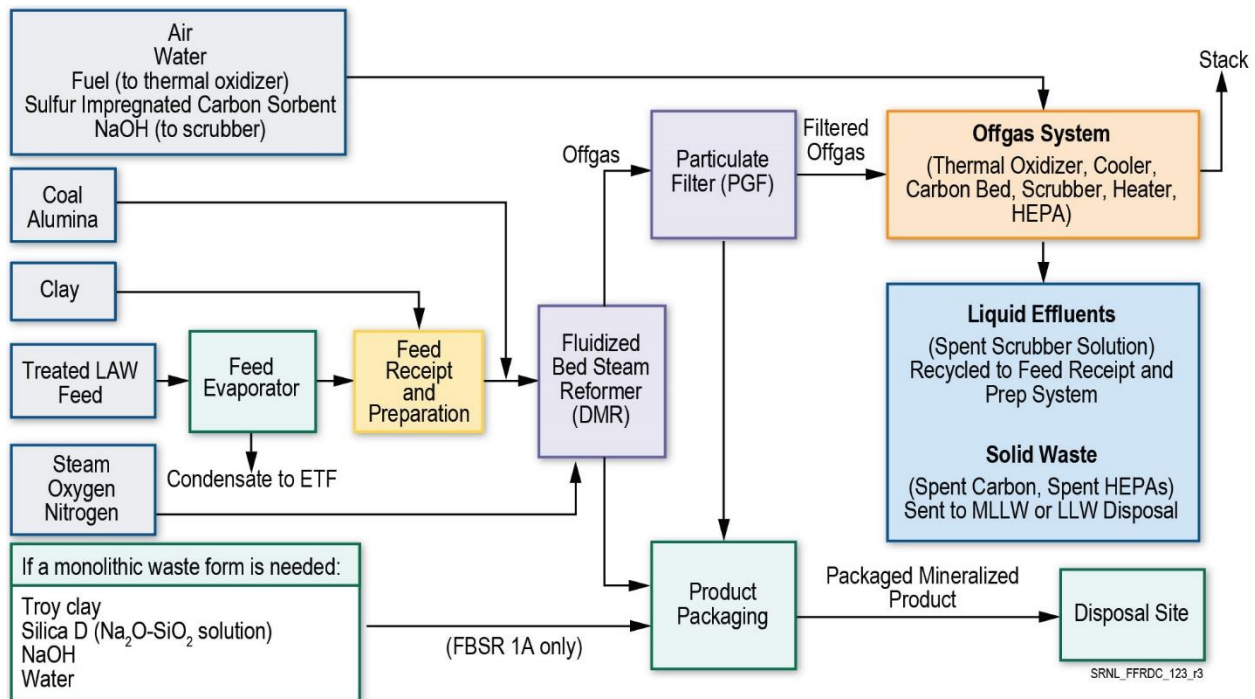 Air
Water
Fuel (to thermal oxidizer)
Sulfur Impregnated Carbon Sorbent
NaOH (to scrubber)
Stack
Coal
Alumina
Offgas
Particulate
Filter (PGF)
Filtered
Offgas
Offgas System
(Thermal Oxidizer, Cooler,
Carbon Bed, Scrubber, Heater,
HEPA)
Clay
Treated LAW
Feed
Feed
Evaporator
Feed
Receipt
and
Preparation
Fluidized
Bed Steam
Reformer
(DMR)
Liquid Effluents
(Spent Scrubber Solution)
Recycled to Feed Receipt and
Prep System
Solid Waste
(Spent Carbon, Spent HEPAs)
Sent to MLLW or LLW Disposal
Steam
Oxygen
Nitrogen
Condensate to ETF
If a monolithic waste form is needed:
Troy clay
Silica D (Na₂O-SiO₂ solution)
NaOH
Water
(FBSR 1A only)
Product
Packaging
Packaged Mineralized
Product
Disposal Site
SRNL_FFRDC_123_r3